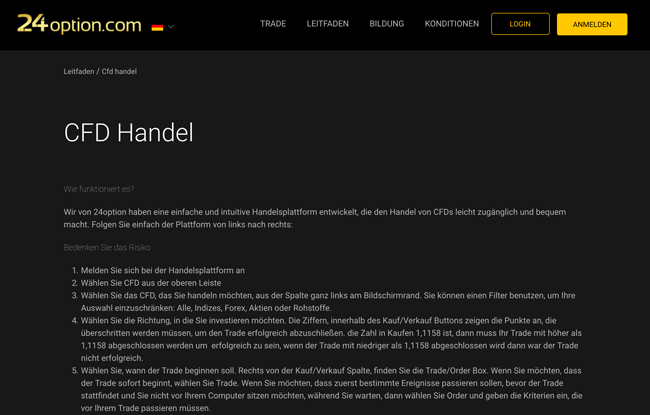 24option.com
TRADE LEITFADEN BILDUNG KONDITIONEN LOGIN ANMELDEN
Leitfaden / Cfd handel
CFD Handel
Wie funktioniert es?
Wir von 24option haben eine einfache und intuitive Handelsplattform entwickelt, die den Handel von CFDs leicht zugänglich und bequem
macht. Folgen Sie einfach der Plattform von links nach rechts:
Bedenken Sie das Risiko
1. Melden Sie sich bei der Handelsplattform an
2. Wählen Sie CFD aus der oberen Leiste
3. Wählen Sie das CFD, das Sie handeln möchten, aus der Spalte ganz links am Bildschirmrand. Sie können einen Filter benutzen, um Ihre
Auswahl einzuschränken: Alle, Indizes, Forex, Aktien oder Rohstoffe.
4. Wählen Sie die Richtung, in die Sie investieren möchten. Die Ziffern, innerhalb des Kauf/Verkauf Buttons zeigen die Punkte an, die
überschritten werden müssen, um den Trade erfolgreich abzuschließen. die Zahl in Kaufen 1,1158 ist, dann muss Ihr Trade mit höher als
1,1158 abgeschlossen werden um erfolgreich zu sein, wenn der Trade mit niedriger als 1,1158 abgeschlossen wird dann war der Trade
nicht erfolgreich.
5. Wählen Sie, wann der Trade beginnen soll. Rechts von der Kauf/Verkauf Spalte, finden Sie die Trade/Order Box. Wenn Sie möchten, dass
der Trade sofort beginnt, wählen Sie Trade. Wenn Sie möchten, dass zuerst bestimmte Ereignisse passieren sollen, bevor der Trade
stattfindet und Sie nicht vor Ihrem Computer sitzen möchten, während Sie warten, dann wählen Sie Order und geben die Kriterien ein, die
vor Ihrem Trade passieren müssen.